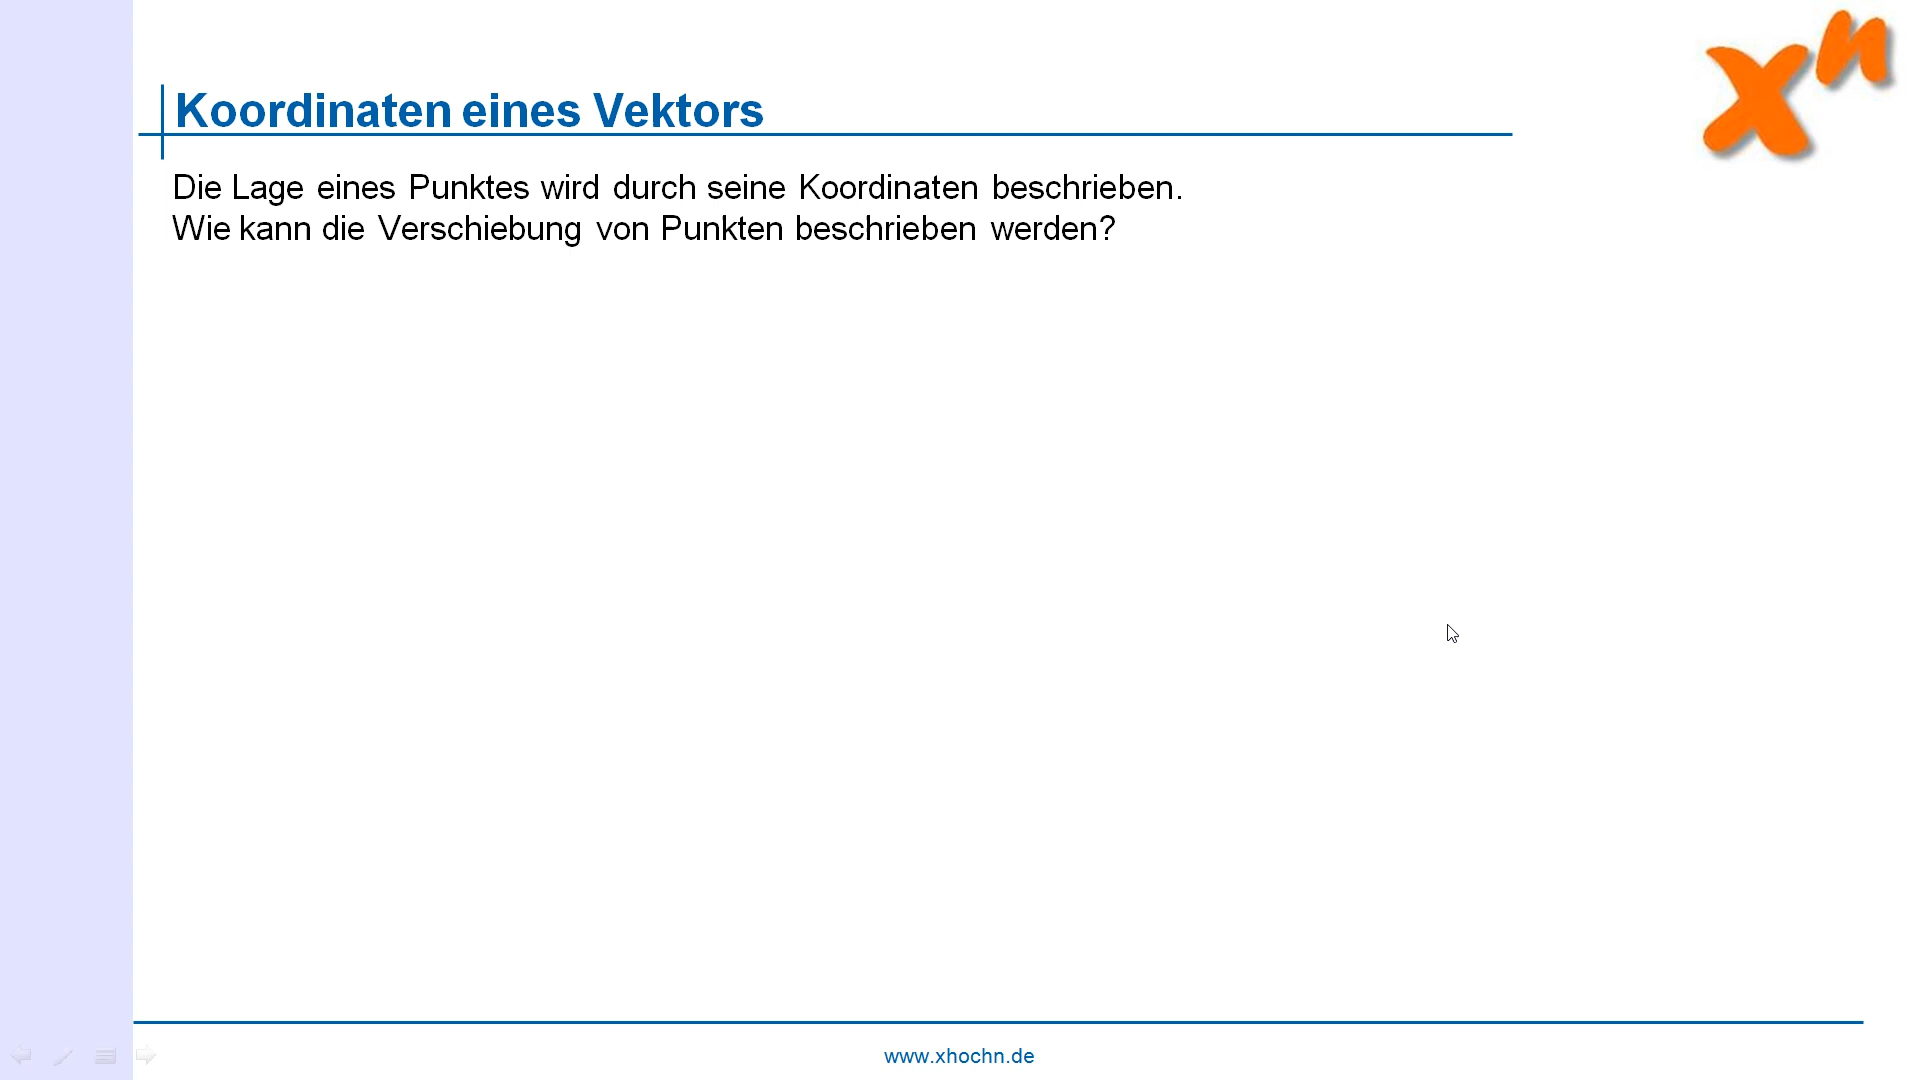 xn
Koordinaten eines Vektors
Die Lage eines Punktes wird durch seine Koordinaten beschrieben.
Wie kann die Verschiebung von Punkten beschrieben werden?
www.xhochn.de